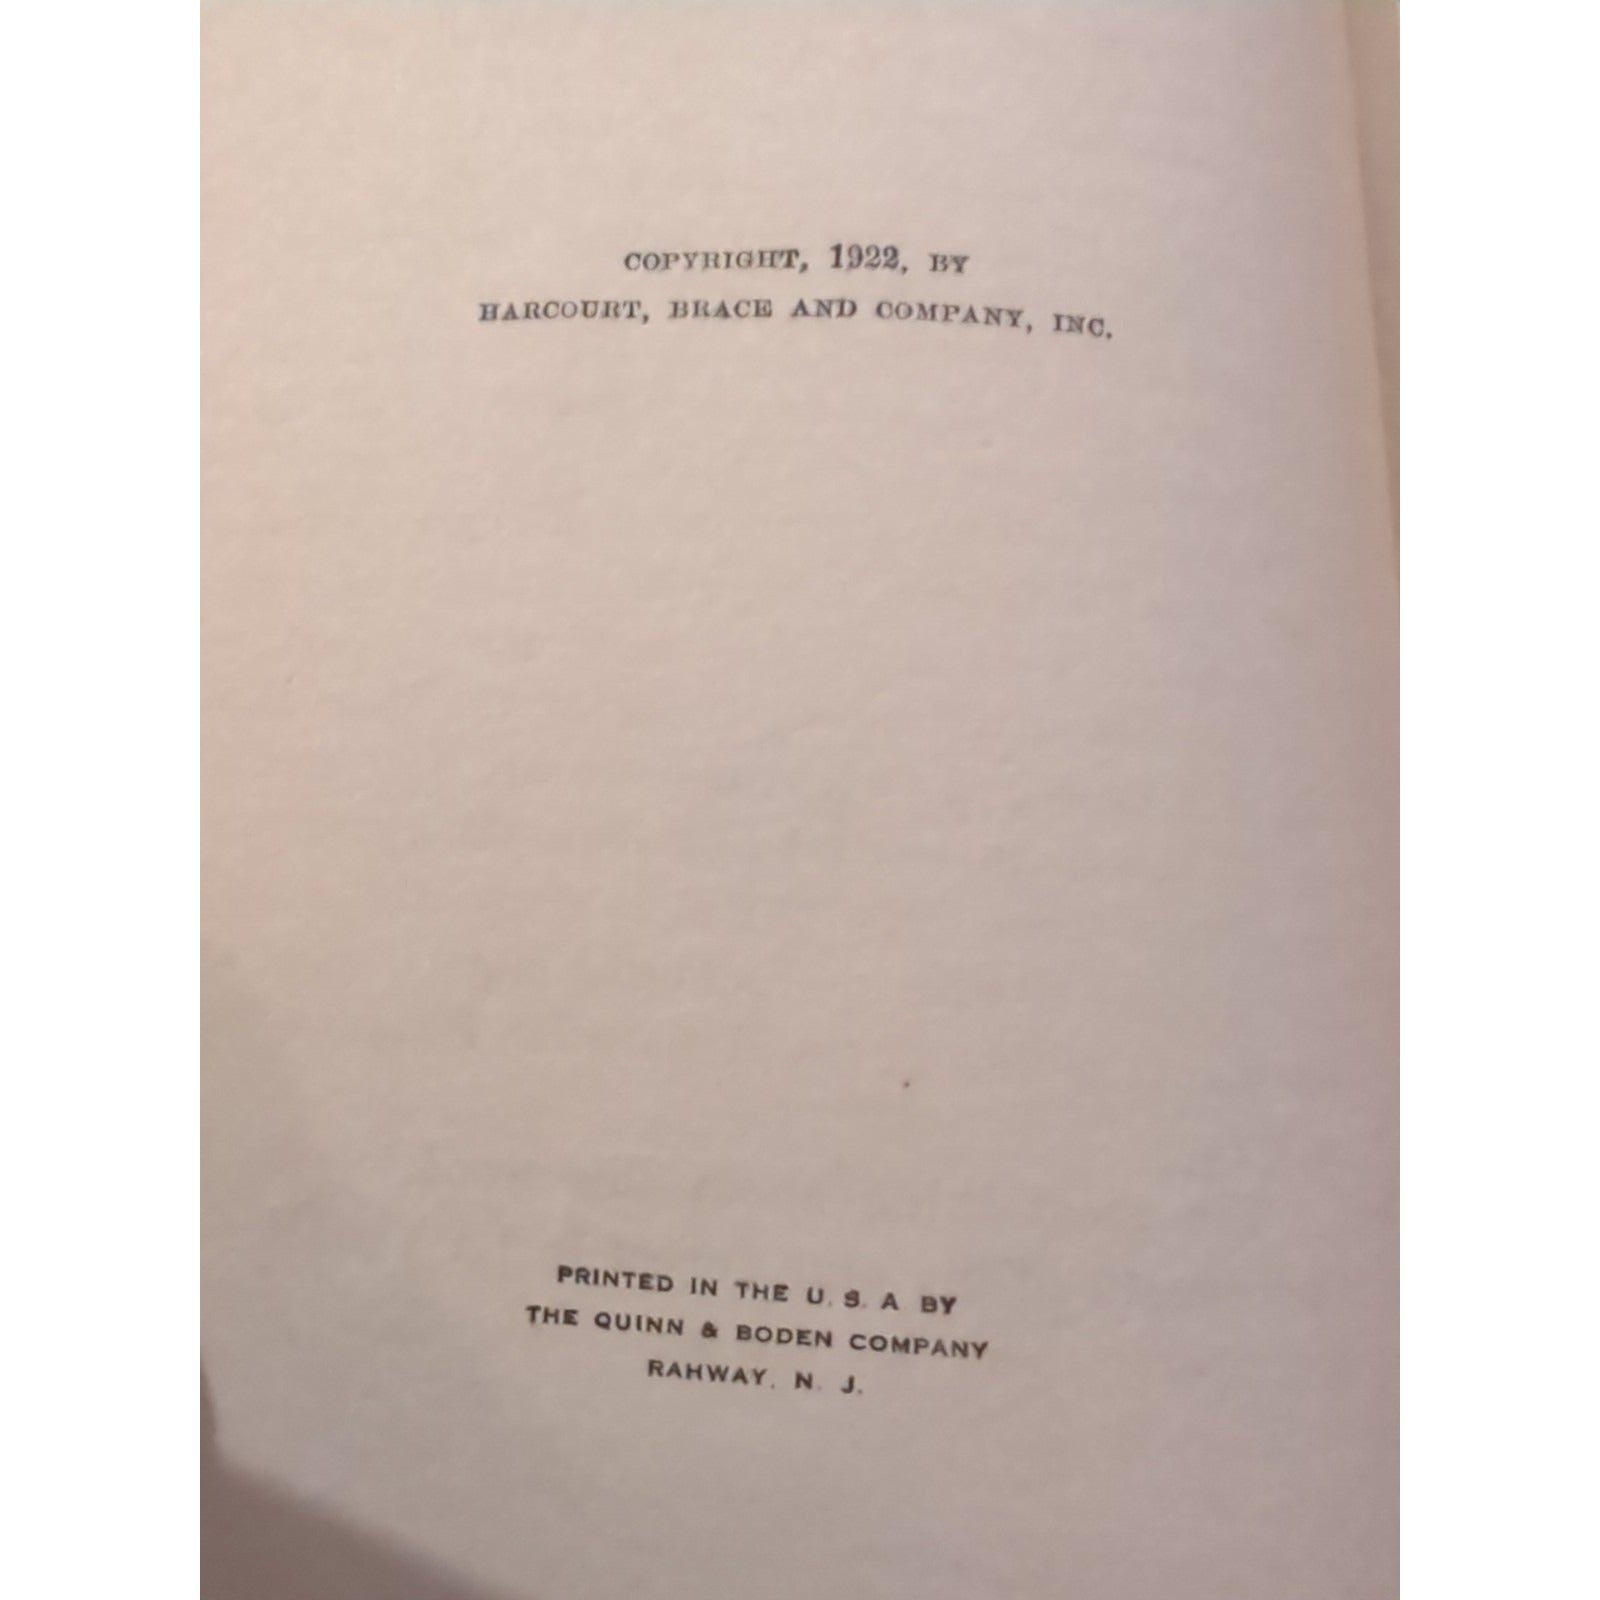 COPYRIGHT, 1922, BY
HARCOURT, BRACE AND COMPANY, INC.
PRINTED IN THE U. S. A BY
THE QUINN & BODEN COMPANY
RAHWAY. N. J.